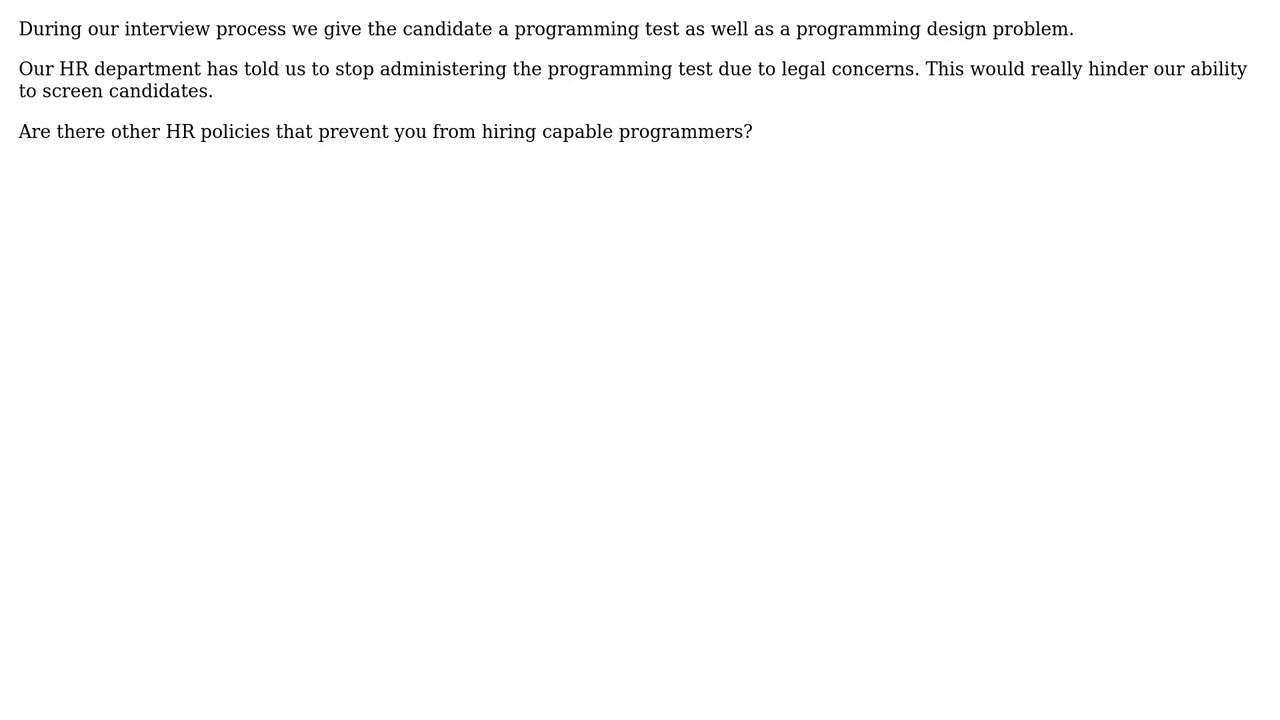 During our interview process we give the candidate a programming test as well as a programming design problem.
Our HR department has told us to stop administering the programming test due to legal concerns. This would really hinder our ability
to screen candidates.
Are there other HR policies that prevent you from hiring capable programmers?